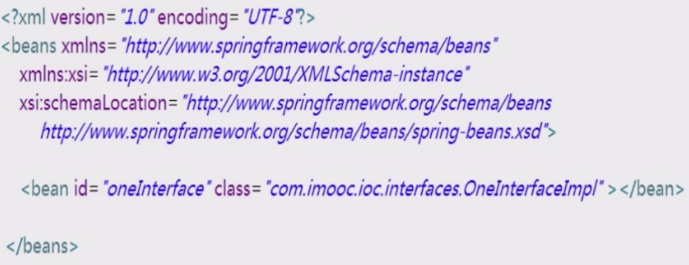 <?xml version="1.0" encoding="UTF-8"?>
<beans xmlns="http://www.springframework.org/schema/beans"
xmlns:xsi="http://www.w3.org/2001/XMLSchema-instance"
xsi:schemaLocation="http://www.springframework.org/schema/beans
http://www.springframework.org/schema/beans/spring-beans.xsd">
<bean id="oneInterface" class="com.imooc.ioc.interfaces.OneInterfaceImpl" ></bean>
</beans>